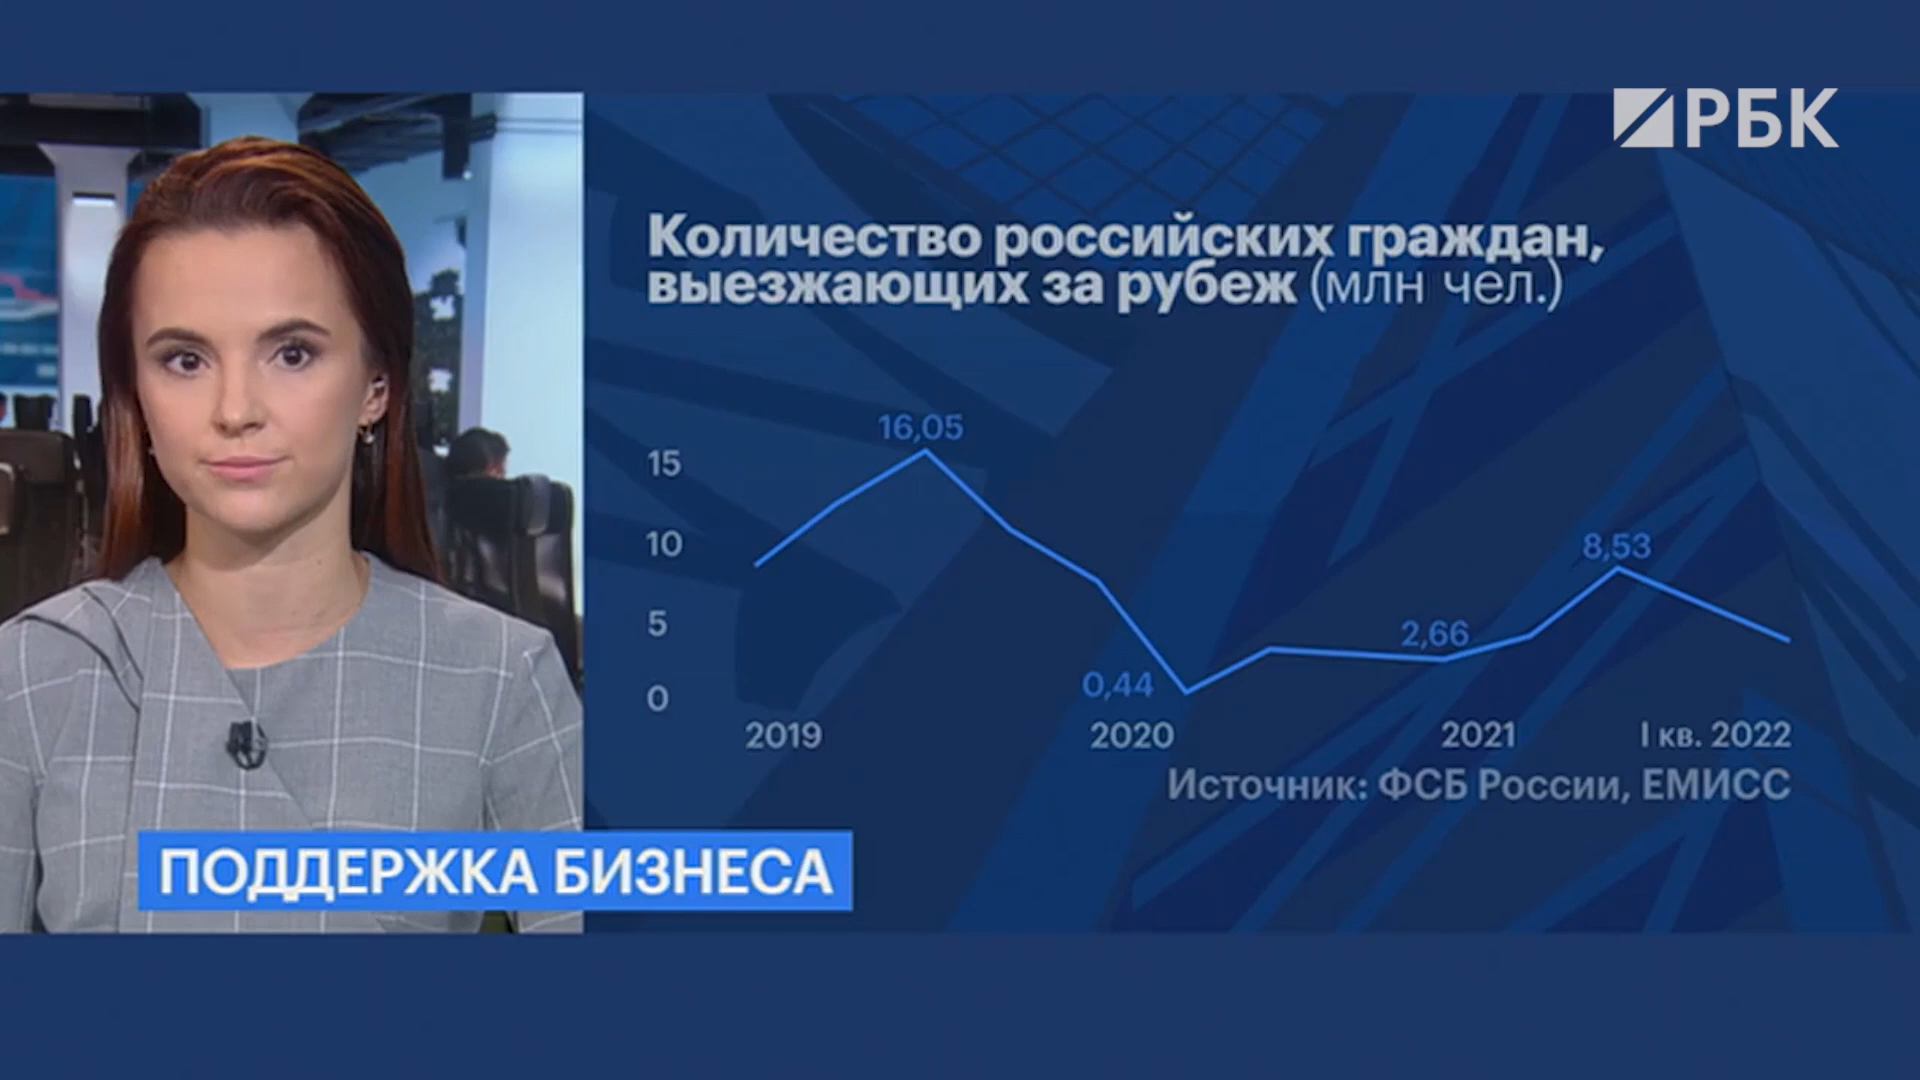 РБК
Количество российских граждан,
выезжающих за рубеж (млн чел.)
16,05
15
10
8,53
5
2,66
0,44
0
2019
2020
2021
I кв. 2022
Источник: ФСБ России, ЕМИСС
ПОДДЕРЖКА БИЗНЕСА